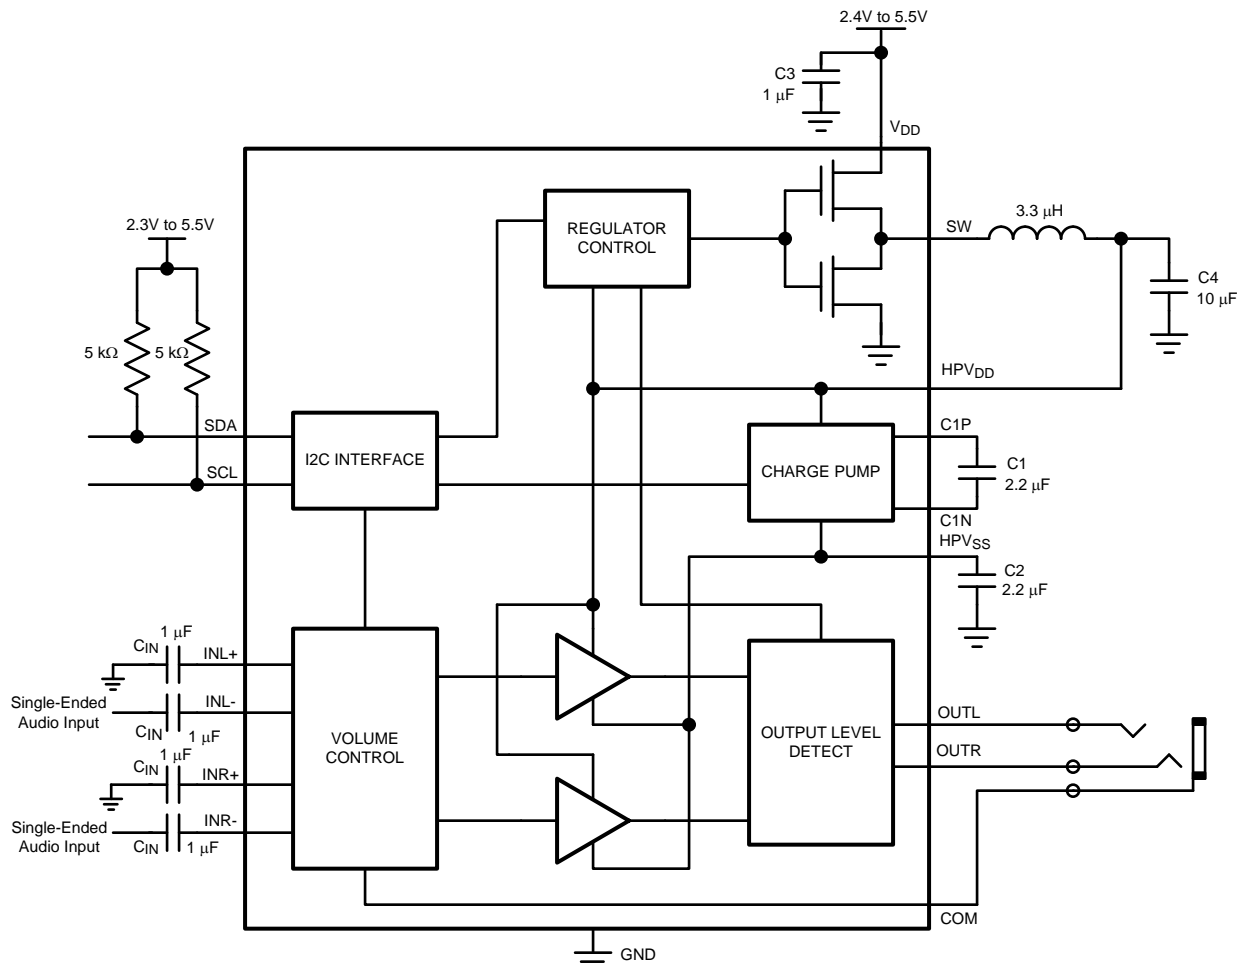 2.4V to 5.5V
C3
1 μF
VDD
2.3V to 5.5V
REGULATOR
CONTROL
SW
3.3 μH
C4
10 μF
5 kΩ
5 kΩ
HPVDD
SDA
I2C INTERFACE
SCL
C1P
CHARGE PUMP
C1
2.2 μF
C1N
HPVSS
C2
2.2 μF
CIN
1 μF
INL+
Single-Ended
Audio Input
INL-
CIN
1 μF
VOLUME
CONTROL
OUTPUT LEVEL
DETECT
OUTL
OUTR
CIN
1 μF
INR+
Single-Ended
Audio Input
INR-
CIN
1 μF
COM
GND